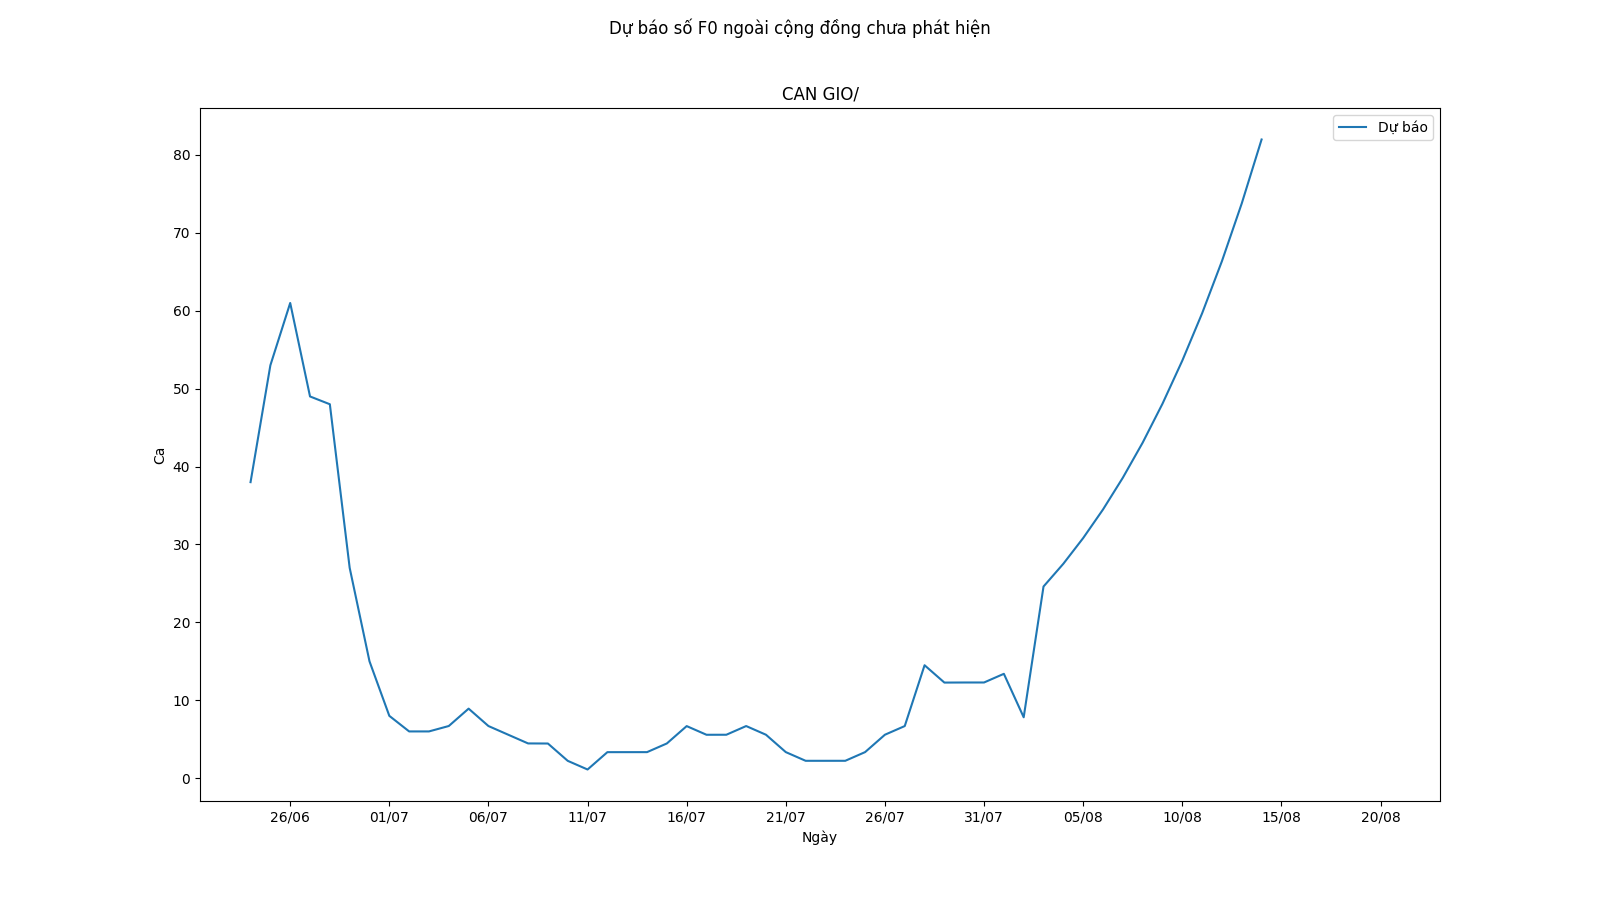 Dự báo số F0 ngoài cộng đồng chưa phát hiện
CAN GIO/
Dự báo
80
70
60
50
40
30
20
10
0
Ca
26/06 01/07 06/07 11/07 16/07 21/07 26/07 31/07 05/08 10/08 15/08 20/08
Ngày